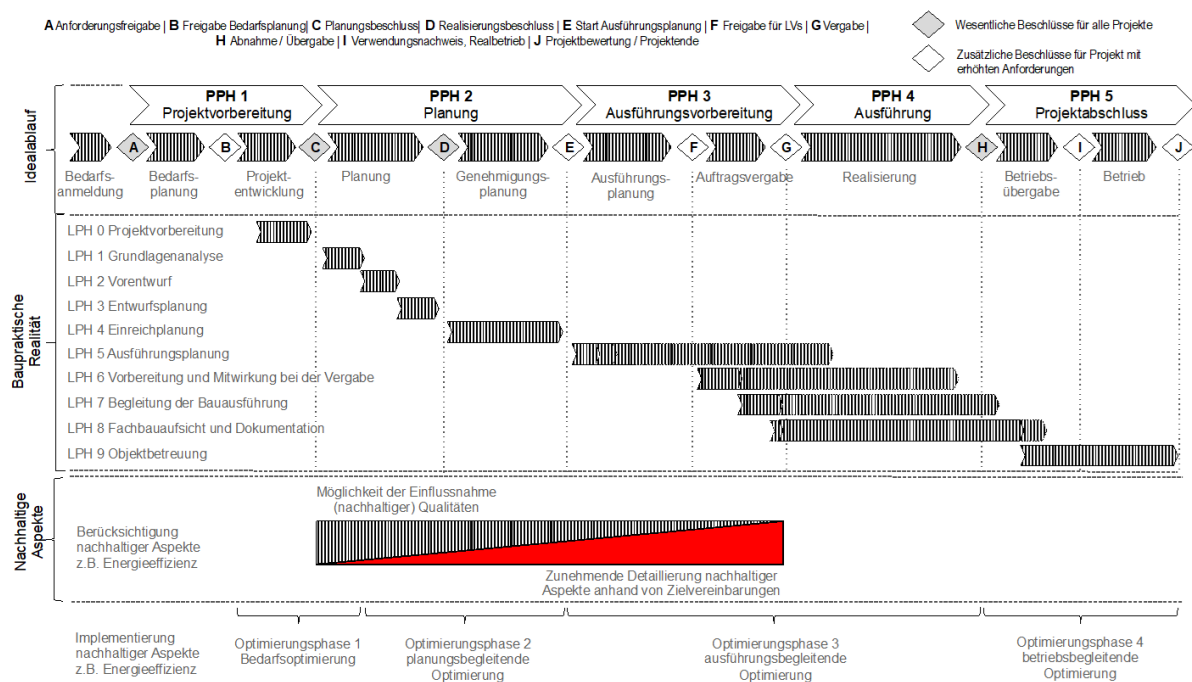 A Anforderungsfreigabe | B Freigabe Bedarfsplanung| C Planungsbeschluss| D Realisierungsbeschluss | E Start Ausführungsplanung | F Freigabe für LVs | G Vergabe|
H Abnahme / Übergabe | I Verwendungsnachweis, Realbetrieb | J Projektbewertung / Projektende
Wesentliche Beschlüsse für alle Projekte
Zusätzliche Beschlüsse für Projekt mit
erhöhten Anforderungen
Idealablauf
PPH 1
Projektvorbereitung
PPH 2
Planung
PPH 3
Ausführungsvorbereitung
PPH 4
Ausführung
PPH 5
Projektabschluss
A B C D E F G H I J
Bedarfs-
anmeldung
Bedarfs-
planung
Projekt-
entwicklung
Planung
Genehmigungs-
planung
Ausführungs-
planung
Auftragsvergabe
Realisierung
Betriebs-
übergabe
Betrieb
Baupraktische
Realität
LPH 0 Projektvorbereitung
LPH 1 Grundlagenanalyse
LPH 2 Vorentwurf
LPH 3 Entwurfsplanung
LPH 4 Einreichplanung
LPH 5 Ausführungsplanung
LPH 6 Vorbereitung und Mitwirkung bei der Vergabe
LPH 7 Begleitung der Bauausführung
LPH 8 Fachbauaufsicht und Dokumentation
LPH 9 Objektbetreuung
Nachhaltige
Aspekte
Berücksichtigung
nachhaltiger Aspekte
z.B. Energieeffizienz
Möglichkeit der Einflussnahme
(nachhaltiger) Qualitäten
Zunehmende Detaillierung nachhaltiger
Aspekte anhand von Zielvereinbarungen
Implementierung
nachhaltiger Aspekte
z.B. Energieeffizienz
Optimierungsphase 1
Bedarfsoptimierung
Optimierungsphase 2
planungsbegleitende
Optimierung
Optimierungsphase 3
ausführungsbegleitende
Optimierung
Optimierungsphase 4
betriebsbegleitende
Optimierung